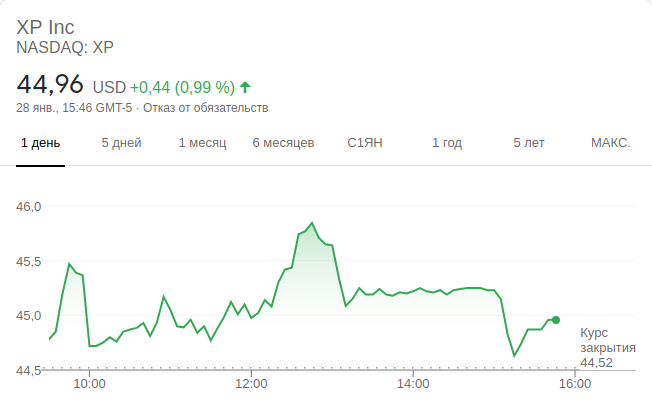 XP Inc
NASDAQ: XP
44,96 USD +0,44 (0,99 %)
28 янв., 15:46 GMT-5 · Отказ от обязательств
1 день 5 дней 1 месяц 6 месяцев С1ЯН 1 год 5 лет МАКС.
46,0
45,5
45,0
44,5
Курс
закрытия
44,52
10:00 12:00 14:00 16:00